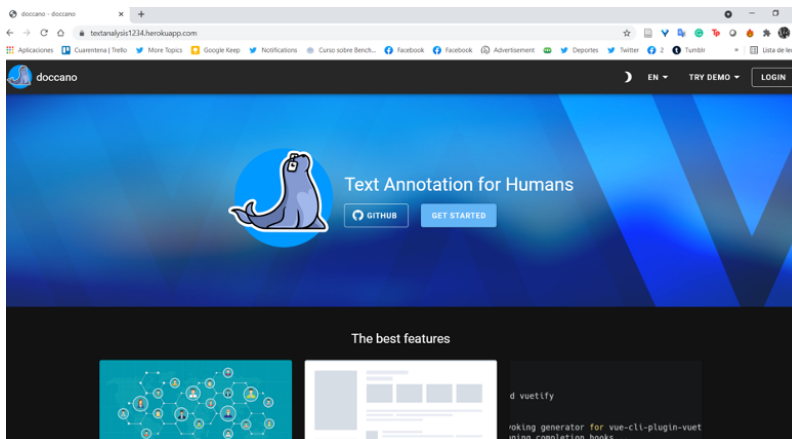 doccano - doccano
textanalysis1234.herokuapp.com
Aplicaciones Cuarentena | Trello More Topics Google Keep Notifications Curso sobre Bench... Facebook Facebook Advertisement Deportes Twitter 2 Tumblr » Lista de lec
doccano EN TRY DEMO LOGIN
Text Annotation for Humans
GITHUB GET STARTED
The best features
d vuetify
voking generator for vue-cli-plugin-vuet
completion hooks